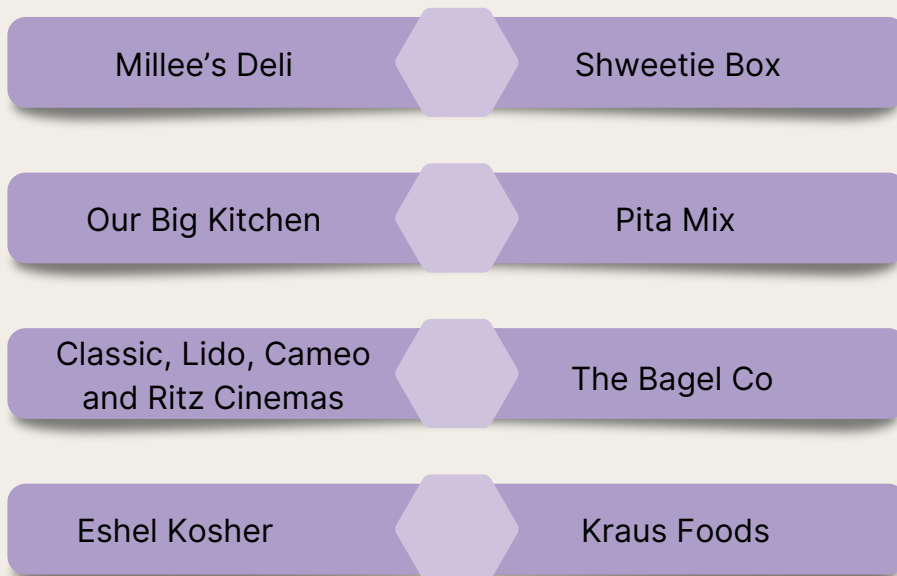 Millee’s Deli
Shweetie Box
Our Big Kitchen
Pita Mix
Classic, Lido, Cameo
and Ritz Cinemas
The Bagel Co
Eshel Kosher
Kraus Foods